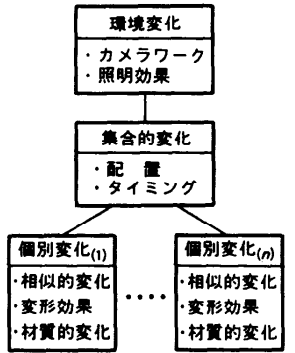 環境変化
・カメラワーク
・照明効果
集合的変化
・配 置
・タイミング
個別変化(1)
・相似的変化
・変形効果
・材質的変化
‥‥
個別変化(n)
・相似的変化
・変形効果
・材質的変化